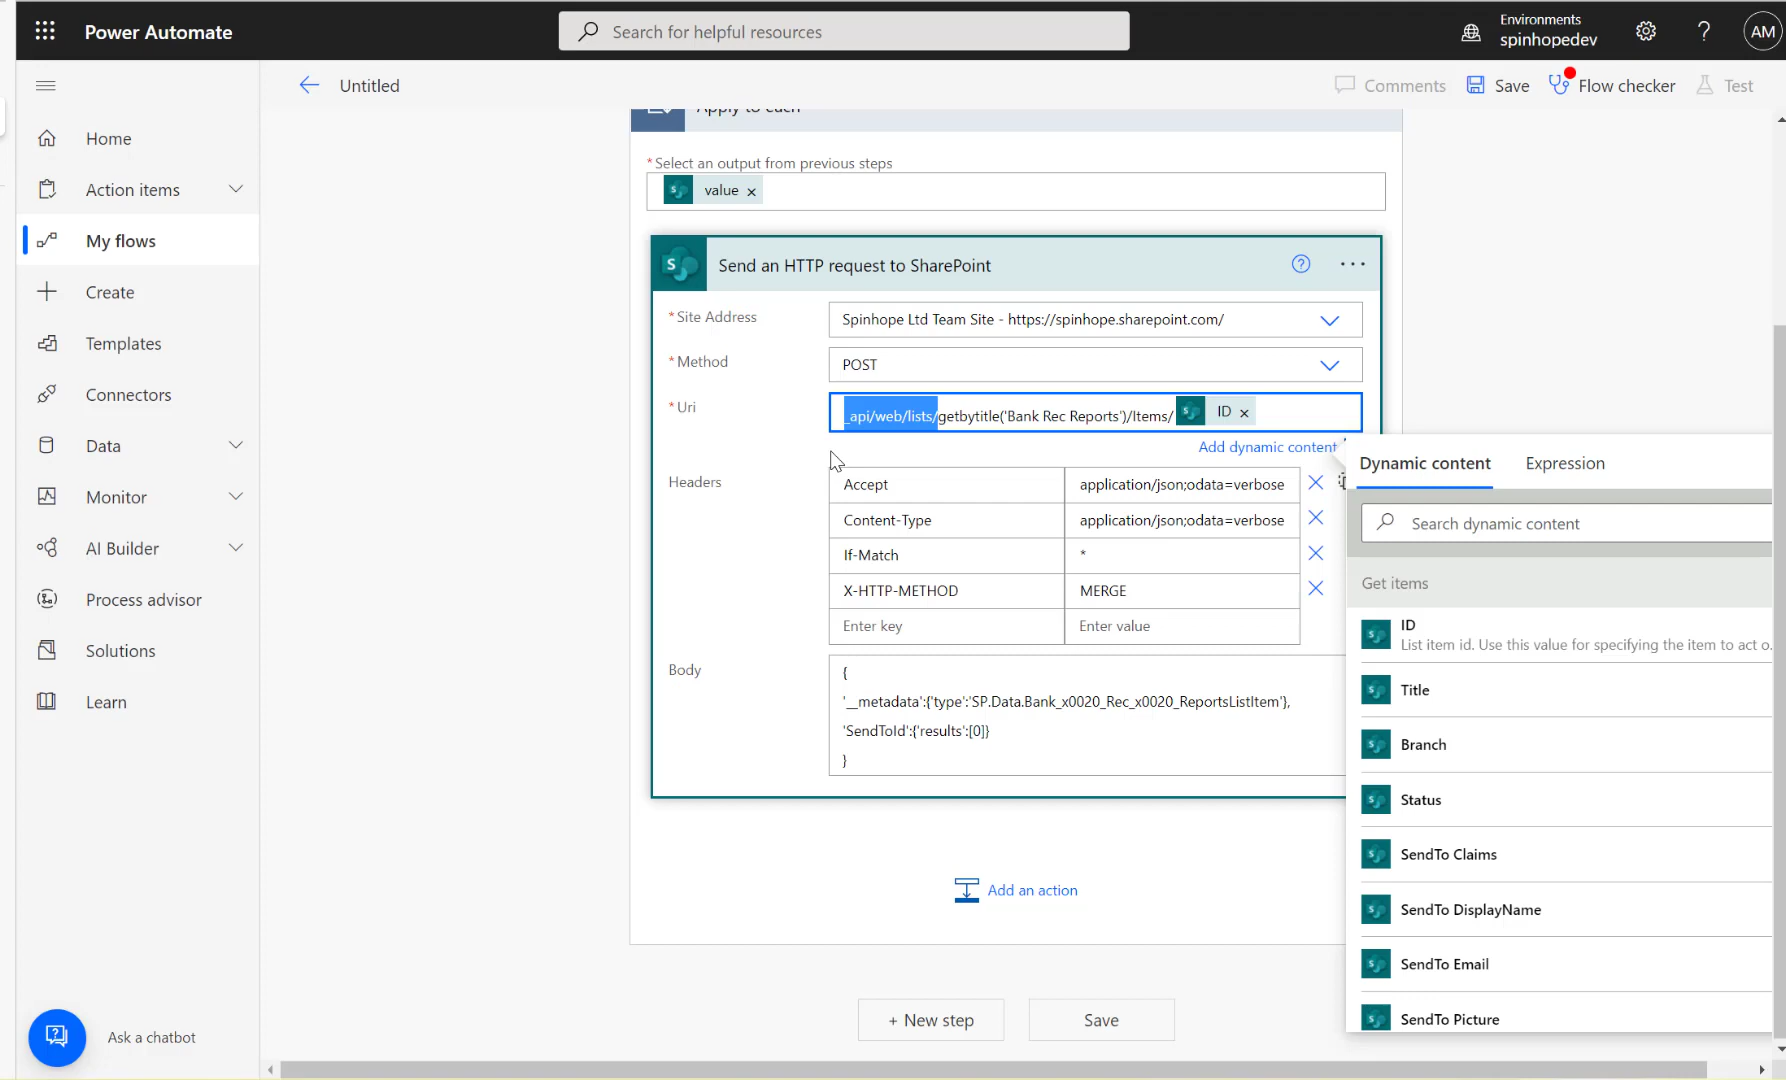 Power Automate
Search for helpful resources
Environments
spinhopedev
?
AM
Untitled
Comments
Save
Flow checker
Test
Home
Action items
My flows
Create
Templates
Connectors
Data
Monitor
AI Builder
Process advisor
Solutions
Learn
Ask a chatbot
Apply to each
* Select an output from previous steps
S value ×
S Send an HTTP request to SharePoint ? ...
* Site Address
Spinhope Ltd Team Site - https://spinhope.sharepoint.com/
* Method
POST
* Uri
_api/web/lists/getbytitle('Bank Rec Reports')/Items/ S ID ×
Add dynamic content
Headers
Accept application/json;odata=verbose
Content-Type application/json;odata=verbose
If-Match *
X-HTTP-METHOD MERGE
Enter key Enter value
Body
{
'__metadata':{'type':'SP.Data.Bank_x0020_Rec_x0020_ReportsListItem'},
'SendToId':{'results':[0]}
}
Add an action
+ New step
Save
Dynamic content Expression
Search dynamic content
Get items
S ID
List item id. Use this value for specifying the item to act o.
S Title
S Branch
S Status
S SendTo Claims
S SendTo DisplayName
S SendTo Email
S SendTo Picture